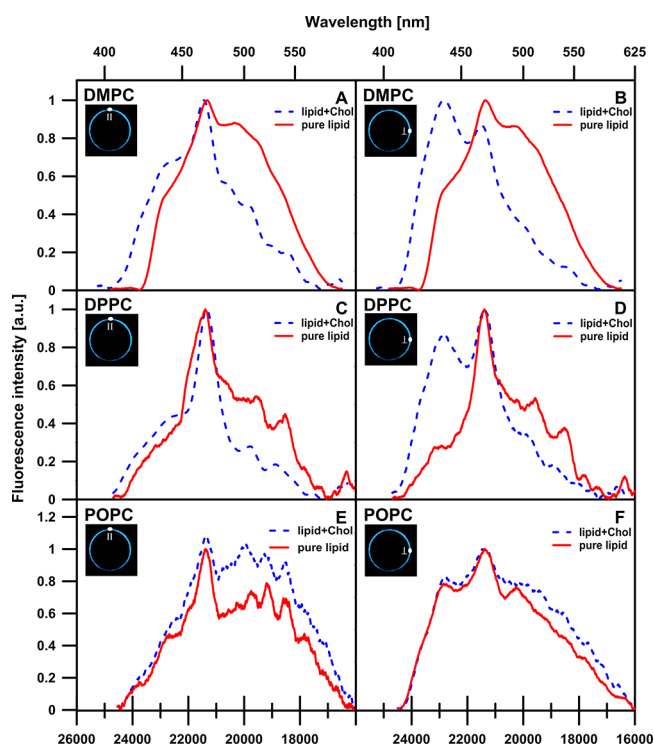 Wavelength [nm]
400 450 500 550 400 450 500 550 625
Fluorescence intensity [a.u.]
DMPC A
II
lipid+Chol
pure lipid
1
0.8
0.6
0.4
0.2
0
DMPC B
T
lipid+Chol
pure lipid
DPPC C
II
lipid+Chol
pure lipid
1
0.8
0.6
0.4
0.2
0
DPPC D
T
lipid+Chol
pure lipid
POPC E
II
lipid+Chol
pure lipid
1.2
1
0.8
0.6
0.4
0.2
0
POPC F
T
lipid+Chol
pure lipid
26000 24000 22000 20000 18000 24000 22000 20000 18000 16000